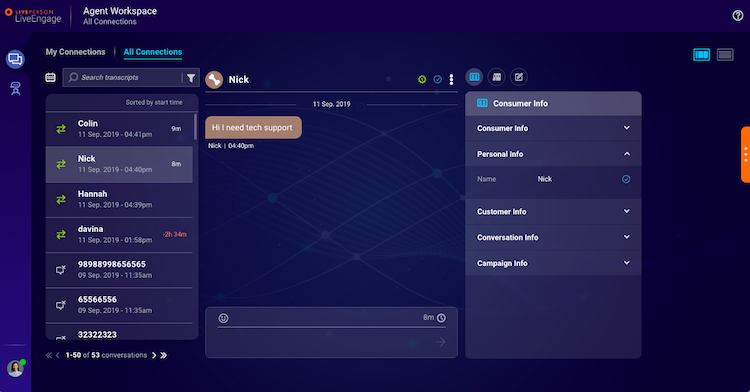 LIVEPERSON
LiveEngage
Agent Workspace
All Connections
My Connections
All Connections
Search transcripts
Sorted by start time
Colin
11 Sep. 2019 - 04:41pm
9m
Nick
11 Sep. 2019 - 04:40pm
8m
Hannah
11 Sep. 2019 - 04:39pm
davina
11 Sep. 2019 - 01:58pm
-2h 34m
98988998656565
09 Sep. 2019 - 11:35am
65566556
09 Sep. 2019 - 11:35am
32322323
1-50 of 53 conversations
Nick
11 Sep. 2019
Hi I need tech support
Nick | 04:40pm
8m
Consumer Info
Consumer Info
Personal Info
Name Nick
Customer Info
Conversation Info
Campaign Info